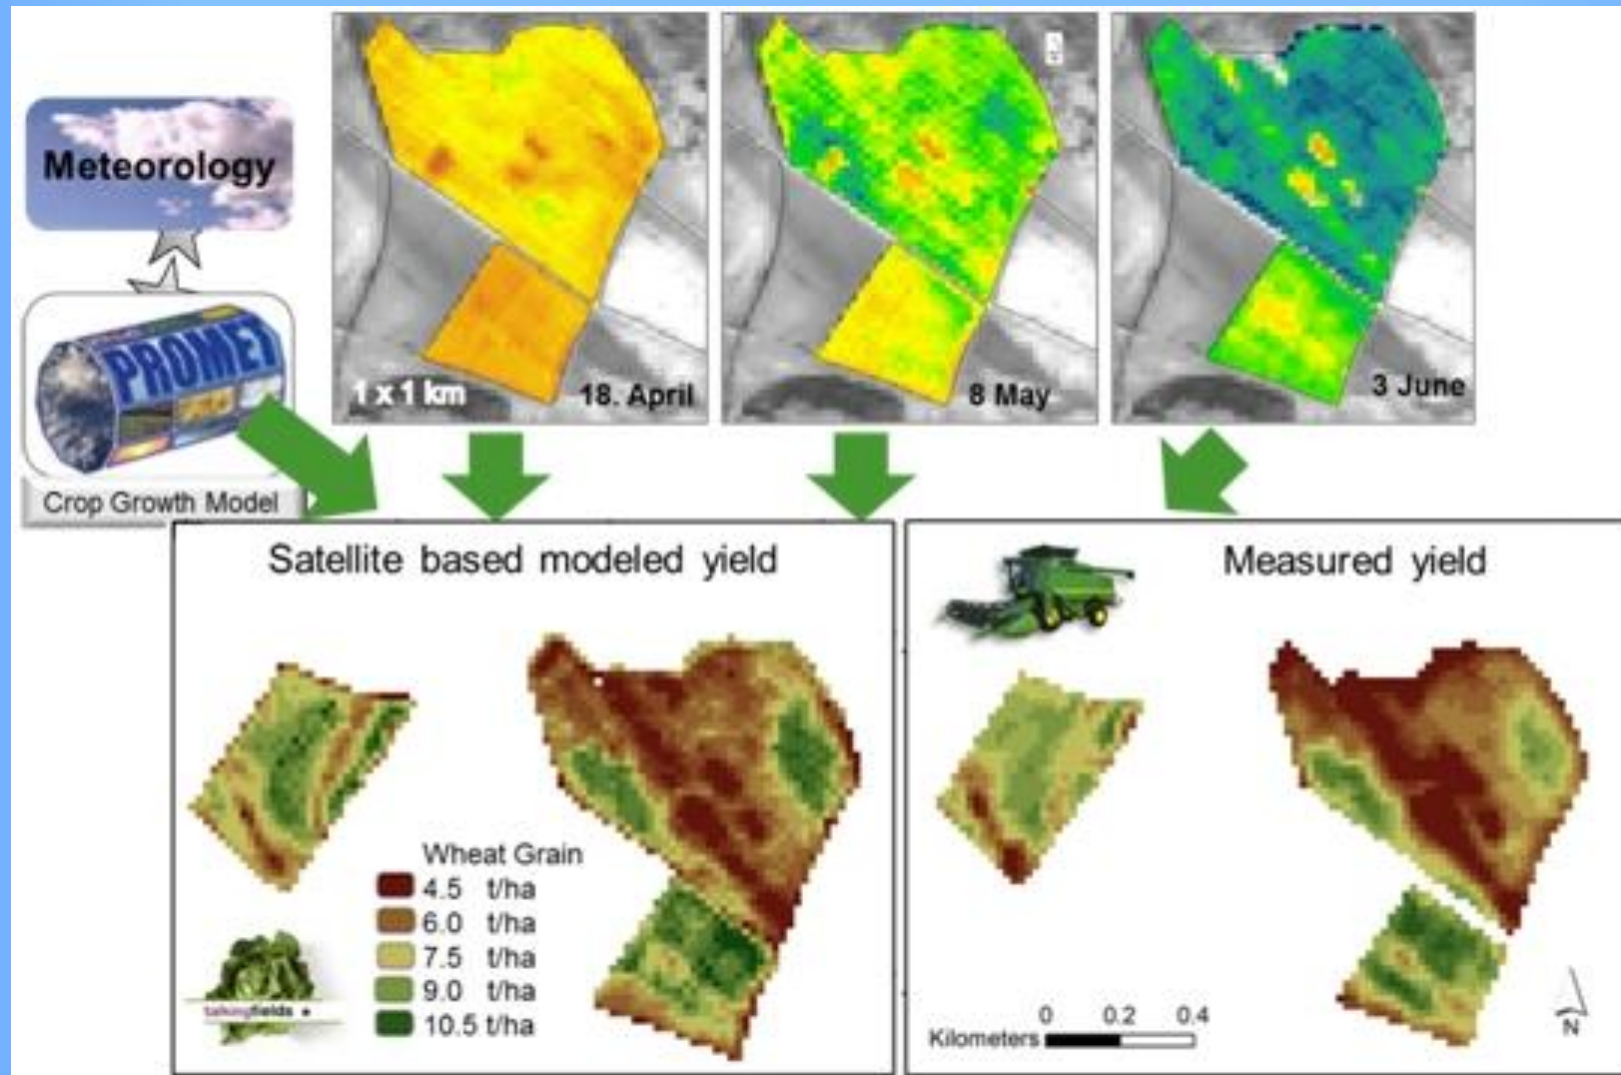 Meteorology
PROMET
Crop Growth Model
1 x 1 km
18. April
8 May
3 June
Satellite based modeled yield
Measured yield
Wheat Grain
4.5 t/ha
6.0 t/ha
7.5 t/ha
9.0 t/ha
10.5 t/ha
talkingfields
0 0.2 0.4
Kilometers
N